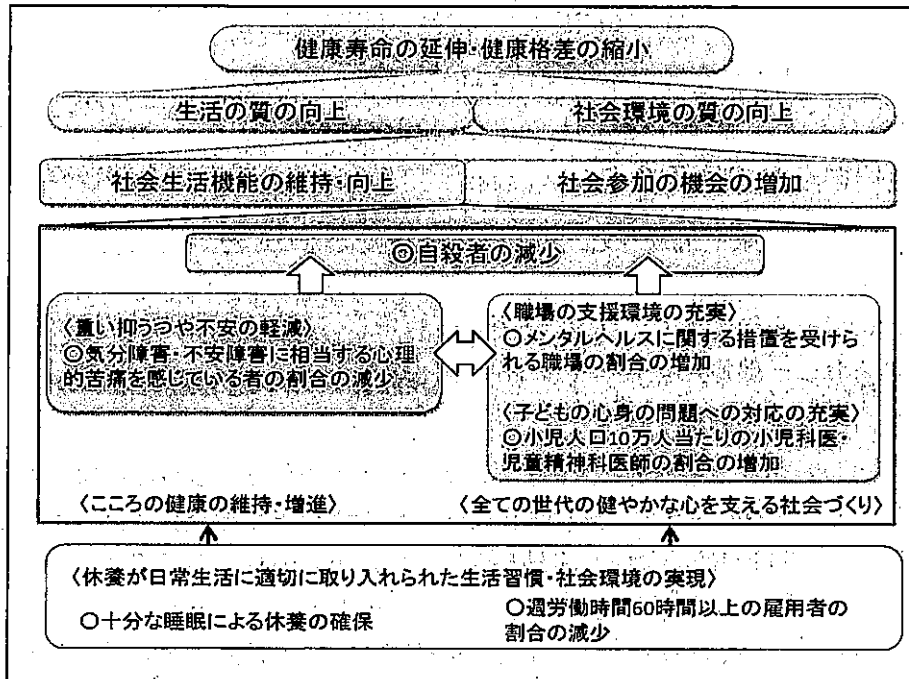 健康寿命の延伸・健康格差の縮小
生活の質の向上
社会環境の質の向上
社会生活機能の維持・向上
社会参加の機会の増加
◎自殺者の減少
〈重い抑うつや不安の軽減〉
◎気分障害・不安障害に相当する心理
的苦痛を感じている者の割合の減少
〈職場の支援環境の充実〉
○メンタルヘルスに関する措置を受けら
れる職場の割合の増加
〈子どもの心身の問題への対応の充実〉
○小児人口10万人当たりの小児科医・
児童精神科医師の割合の増加
〈こころの健康の維持・増進〉
〈全ての世代の健やかな心を支える社会づくり〉
〈休養が日常生活に適切に取り入れられた生活習慣・社会環境の実現〉
○十分な睡眠による休養の確保
○週労働時間60時間以上の雇用者の
割合の減少